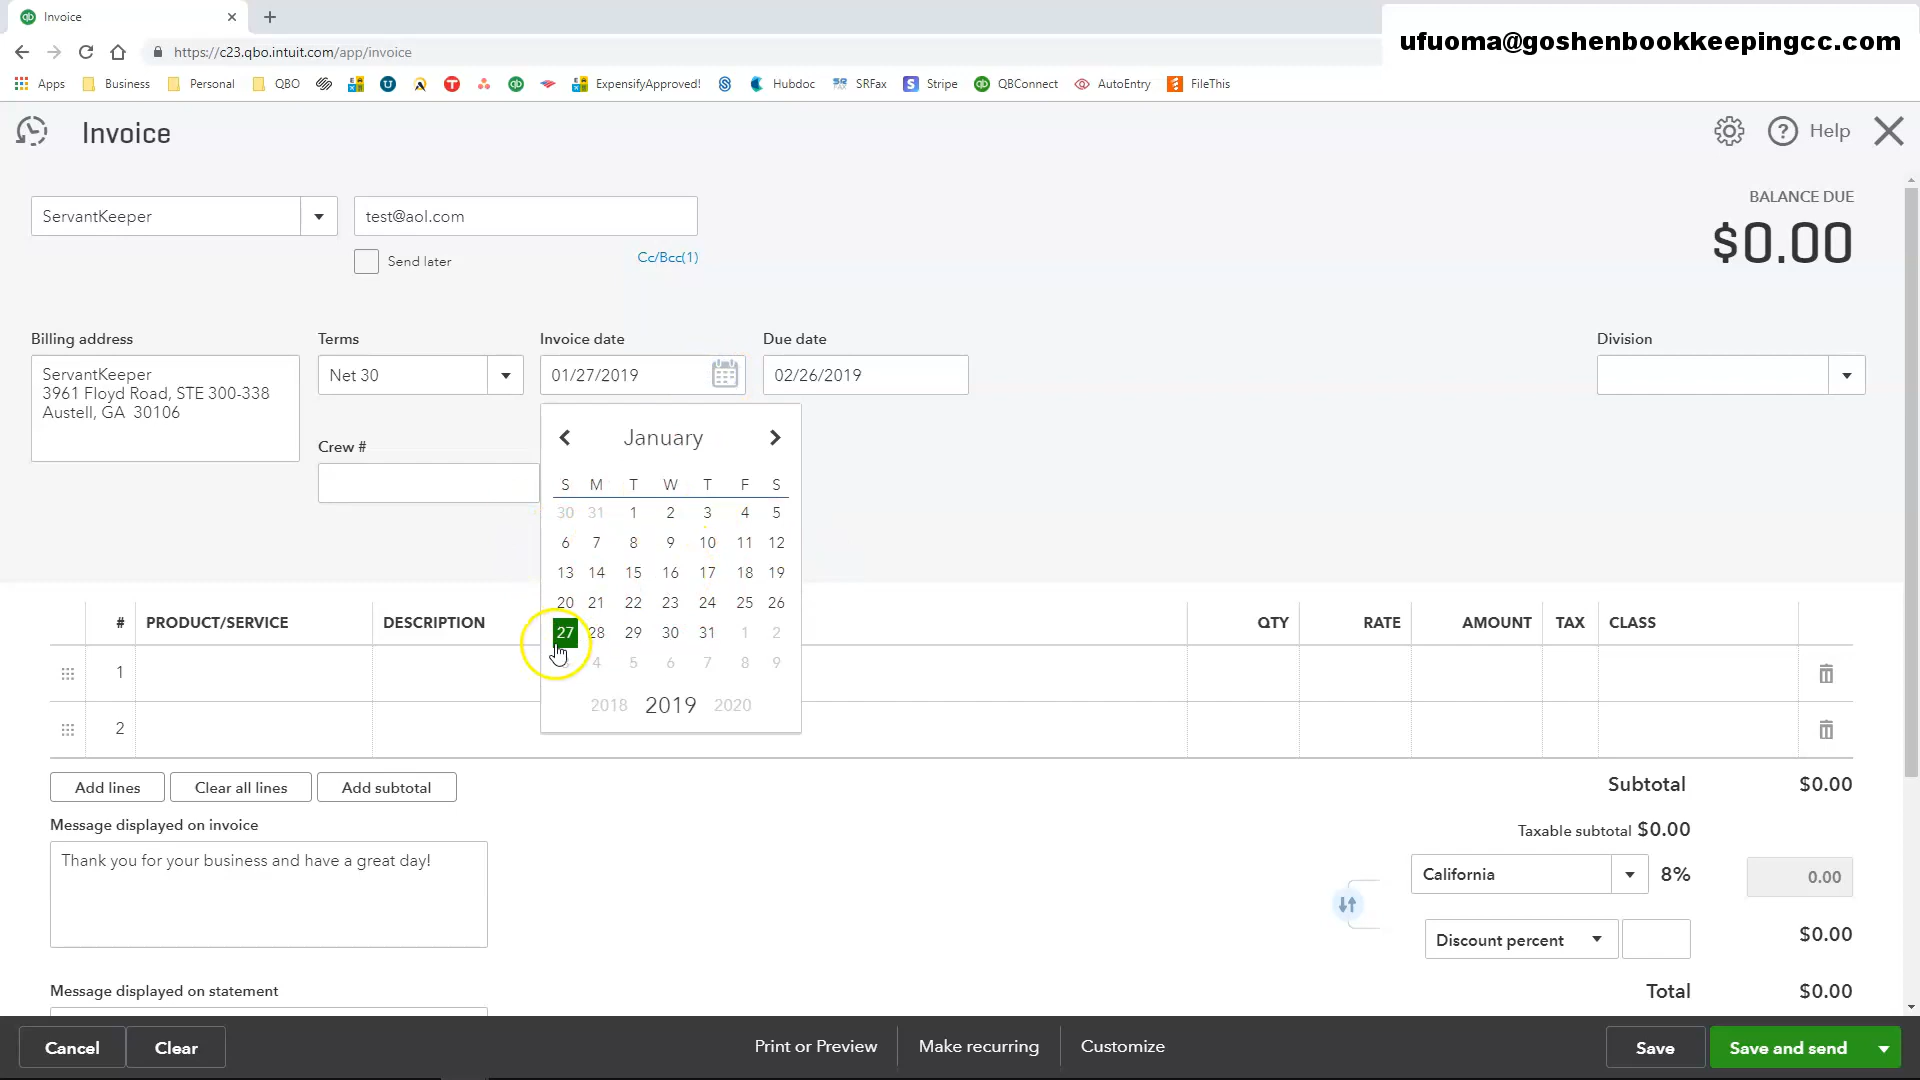 Invoice
https://c23.qbo.intuit.com/app/invoice
ufuoma@goshenbookkeepingcc.com
Apps Business Personal QBO ExpensifyApproved! Hubdoc SRFax Stripe QBConnect AutoEntry FileThis
Invoice
Help
ServantKeeper
test@aol.com
Send later
Cc/Bcc(1)
BALANCE DUE
$0.00
Billing address
ServantKeeper
3961 Floyd Road, STE 300-338
Austell, GA 30106
Terms
Net 30
Invoice date
01/27/2019
Due date
02/26/2019
Division
Crew #
January
S M T W T F S
30 31 1 2 3 4 5
6 7 8 9 10 11 12
13 14 15 16 17 18 19
20 21 22 23 24 25 26
27 28 29 30 31 1 2
3 4 5 6 7 8 9
2018 2019 2020
# PRODUCT/SERVICE DESCRIPTION QTY RATE AMOUNT TAX CLASS
1
2
Add lines Clear all lines Add subtotal
Subtotal $0.00
Message displayed on invoice
Thank you for your business and have a great day!
Taxable subtotal $0.00
California 8% 0.00
Discount percent $0.00
Message displayed on statement
Total $0.00
Cancel Clear Print or Preview Make recurring Customize Save Save and send